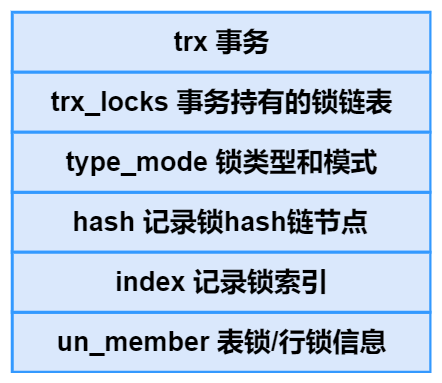 trx 事务
trx_locks 事务持有的锁链表
type_mode 锁类型和模式
hash 记录锁hash链节点
index 记录锁索引
un_member 表锁/行锁信息